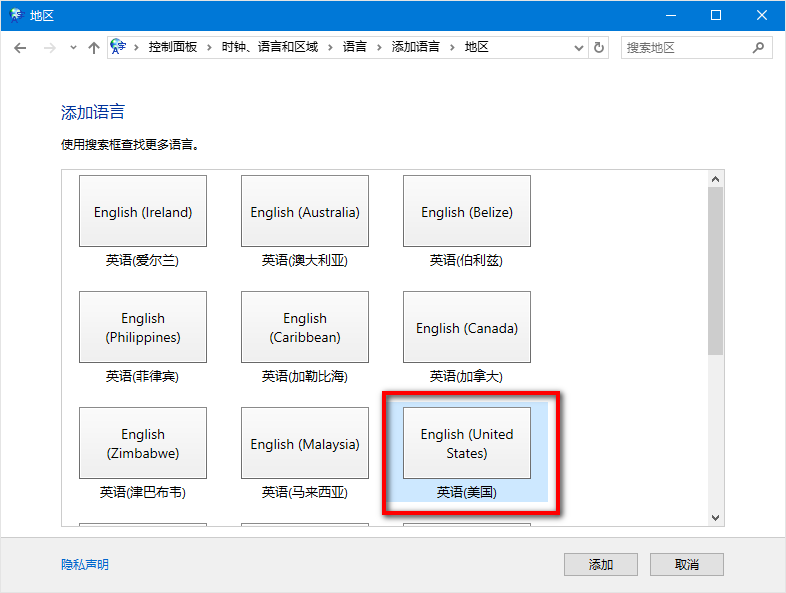 地区
控制面板 › 时钟、语言和区域 › 语言 › 添加语言 › 地区
搜索地区
添加语言
使用搜索框查找更多语言。
English (Ireland)
英语(爱尔兰)
English (Australia)
英语(澳大利亚)
English (Belize)
英语(伯利兹)
English
(Philippines)
英语(菲律宾)
English
(Caribbean)
英语(加勒比海)
English (Canada)
英语(加拿大)
English
(Zimbabwe)
英语(津巴布韦)
English (Malaysia)
英语(马来西亚)
English (United
States)
英语(美国)
隐私声明
添加
取消